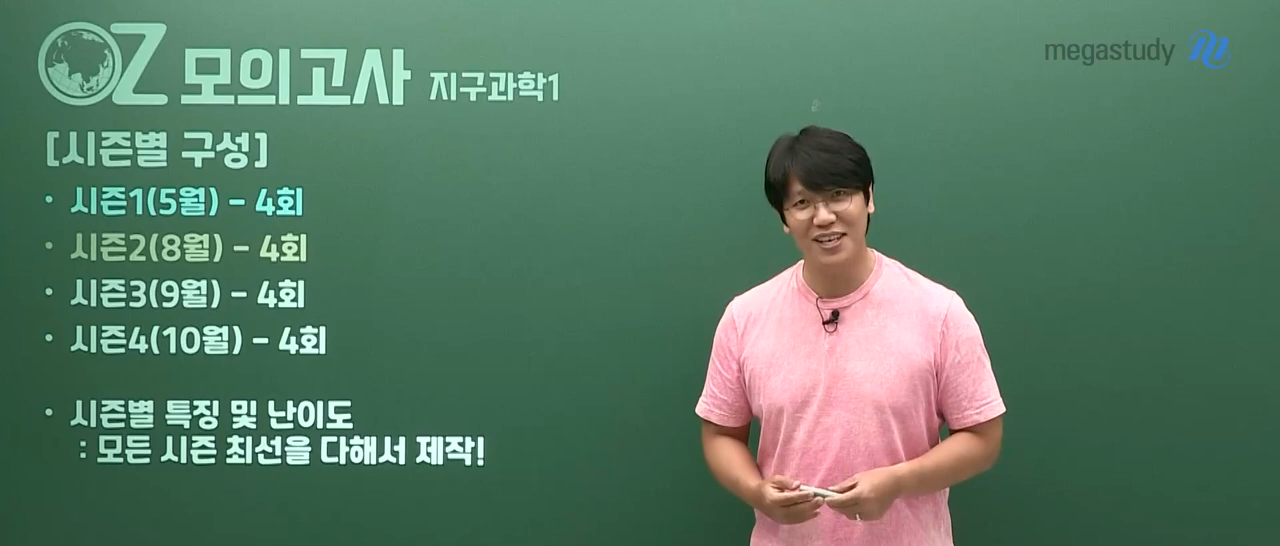 OZ 모의고사 지구과학1
megastudy
[시즌별 구성]
• 시즌1(5월) - 4회
• 시즌2(8월) - 4회
• 시즌3(9월) - 4회
• 시즌4(10월) - 4회
• 시즌별 특징 및 난이도
: 모든 시즌 최선을 다해서 제작!